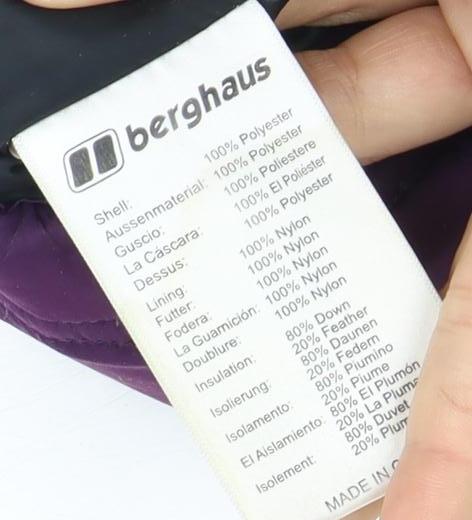 berghaus
Shell: 100% Polyester
Aussenmaterial: 100% Polyester
Guscio: 100% Poliestere
La Cáscara: 100% El Poliéster
Dessus: 100% Polyester
Lining: 100% Nylon
Futter: 100% Nylon
Fodera: 100% Nylon
La Guarnición: 100% Nylon
Doublure: 100% Nylon
Insulation: 80% Down
20% Feather
Isolierung: 80% Daunen
20% Federn
Isolamento: 80% Piumino
20% Piume
El Aislamiento: 80% El Plumón
20% La Pluma
Isolement: 80% Duvet
20% Plum
MADE IN